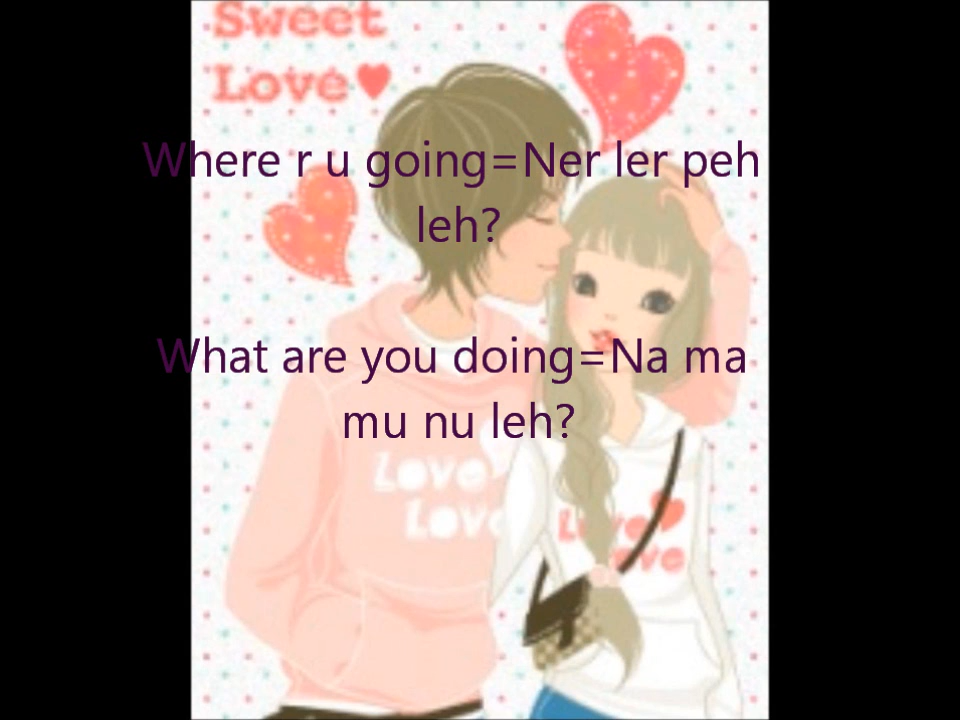 Sweet
Love
Where r u going=Ner ler peh
leh?
What are you doing=Na ma
mu nu leh?
Love
Love
Love
Love